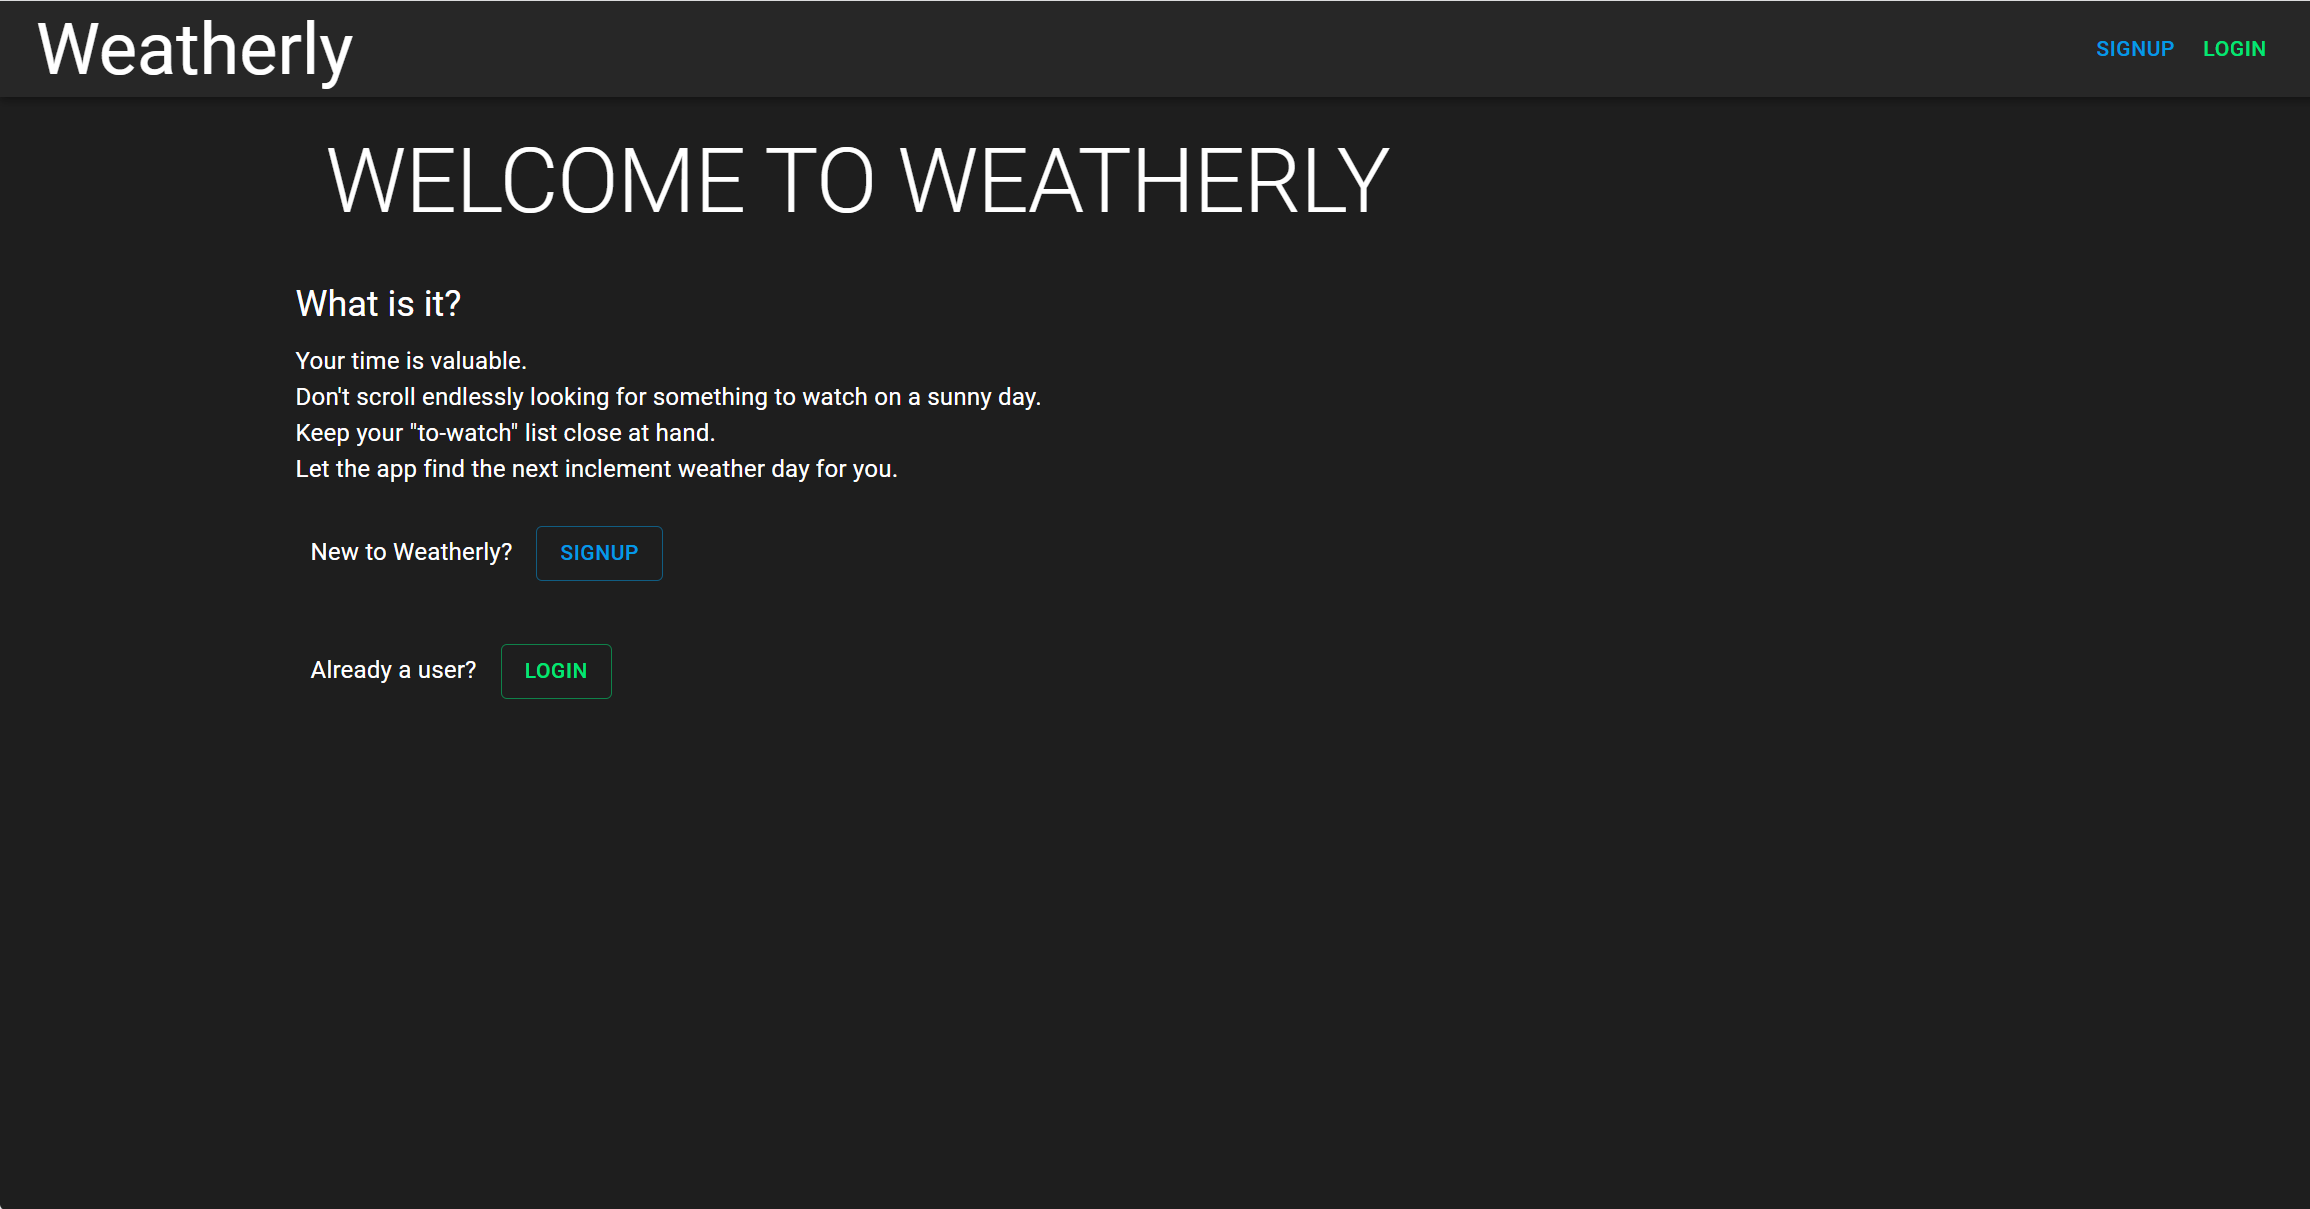 Weatherly
SIGNUP LOGIN
WELCOME TO WEATHERLY
What is it?
Your time is valuable.
Don't scroll endlessly looking for something to watch on a sunny day.
Keep your "to-watch" list close at hand.
Let the app find the next inclement weather day for you.
New to Weatherly? SIGNUP
Already a user? LOGIN